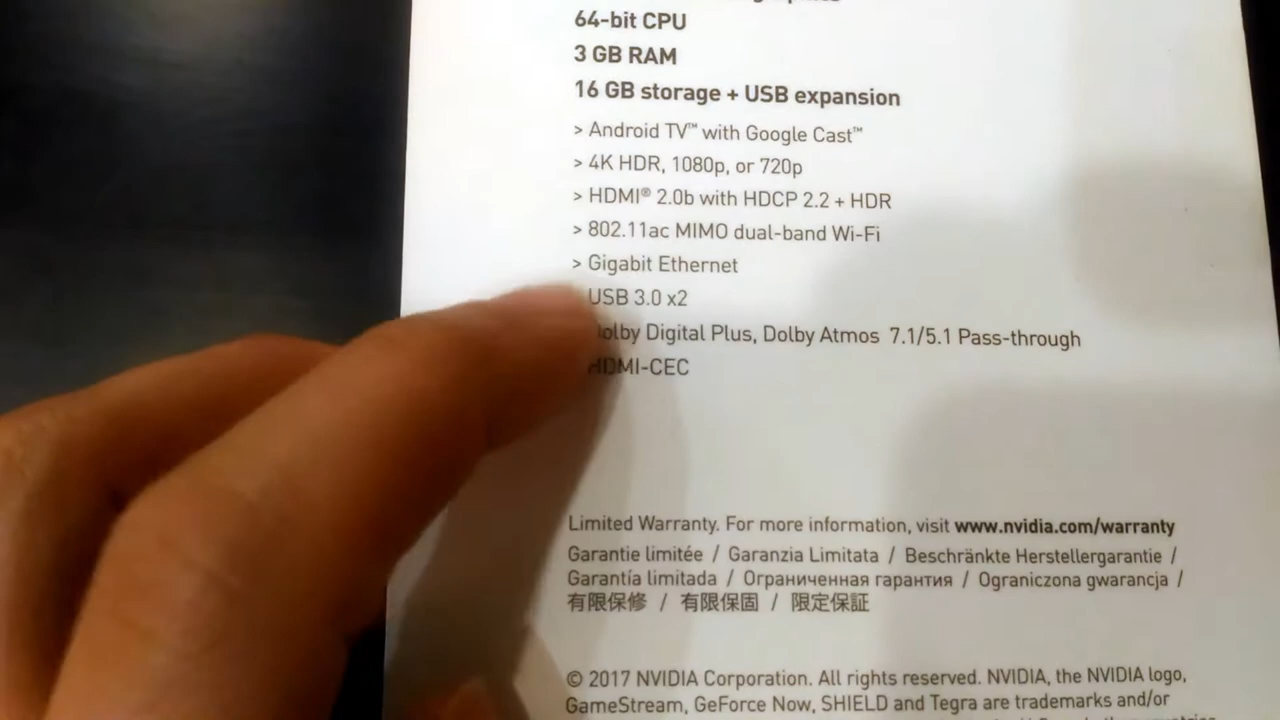 64-bit CPU
3 GB RAM
16 GB storage + USB expansion
> Android TV™ with Google Cast™
> 4K HDR, 1080p, or 720p
> HDMI® 2.0b with HDCP 2.2 + HDR
> 802.11ac MIMO dual-band Wi-Fi
> Gigabit Ethernet
USB 3.0 x2
Dolby Digital Plus, Dolby Atmos 7.1/5.1 Pass-through
HDMI-CEC
Limited Warranty. For more information, visit www.nvidia.com/warranty
Garantie limitée / Garanzia Limitata / Beschränkte Herstellergarantie /
Garantía limitada / Ограниченная гарантия / Ograniczona gwarancja /
有限保修 / 有限保固 / 限定保証
© 2017 NVIDIA Corporation. All rights reserved. NVIDIA, the NVIDIA logo,
GameStream, GeForce Now, SHIELD and Tegra are trademarks and/or